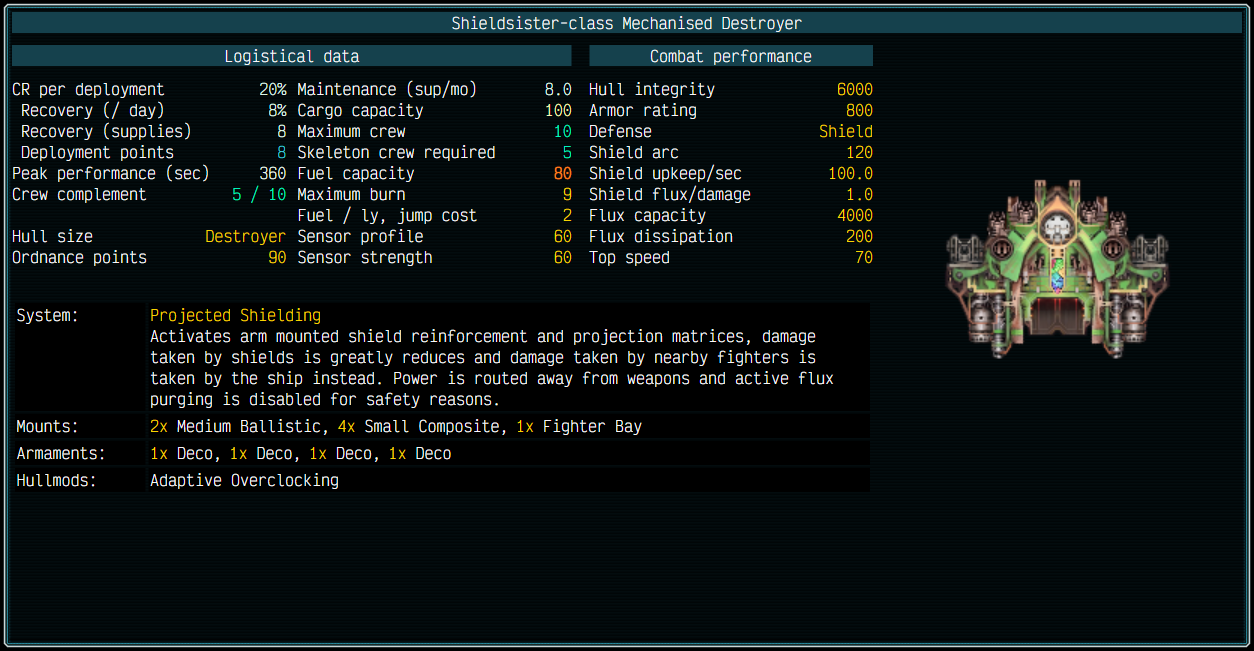 Shieldsister-class Mechanised Destroyer
Logistical data
Combat performance
CR per deployment 20% Maintenance (sup/mo) 8.0 Hull integrity 6000
Recovery (/ day) 8% Cargo capacity 100 Armor rating 800
Recovery (supplies) 8 Maximum crew 10 Defense Shield
Deployment points 8 Skeleton crew required 5 Shield arc 120
Peak performance (sec) 360 Fuel capacity 80 Shield upkeep/sec 100.0
Crew complement 5 / 10 Maximum burn 9 Shield flux/damage 1.0
Fuel / ly, jump cost 2 Flux capacity 4000
Hull size Destroyer Sensor profile 60 Flux dissipation 200
Ordnance points 90 Sensor strength 60 Top speed 70
System: Projected Shielding
Activates arm mounted shield reinforcement and projection matrices, damage
taken by shields is greatly reduces and damage taken by nearby fighters is
taken by the ship instead. Power is routed away from weapons and active flux
purging is disabled for safety reasons.
Mounts: 2x Medium Ballistic, 4x Small Composite, 1x Fighter Bay
Armaments: 1x Deco, 1x Deco, 1x Deco, 1x Deco
Hullmods: Adaptive Overclocking